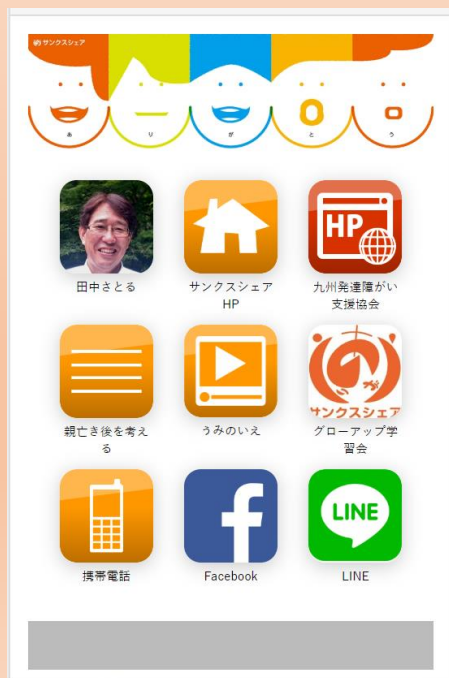 サンクスシェア
あ り が と う
田中さとる
サンクスシェア
HP
HP
九州発達障がい
支援協会
親亡き後を考え
る
うみのいえ
サンクスシェア
グローアップ学
習会
携帯電話
Facebook
LINE
LINE